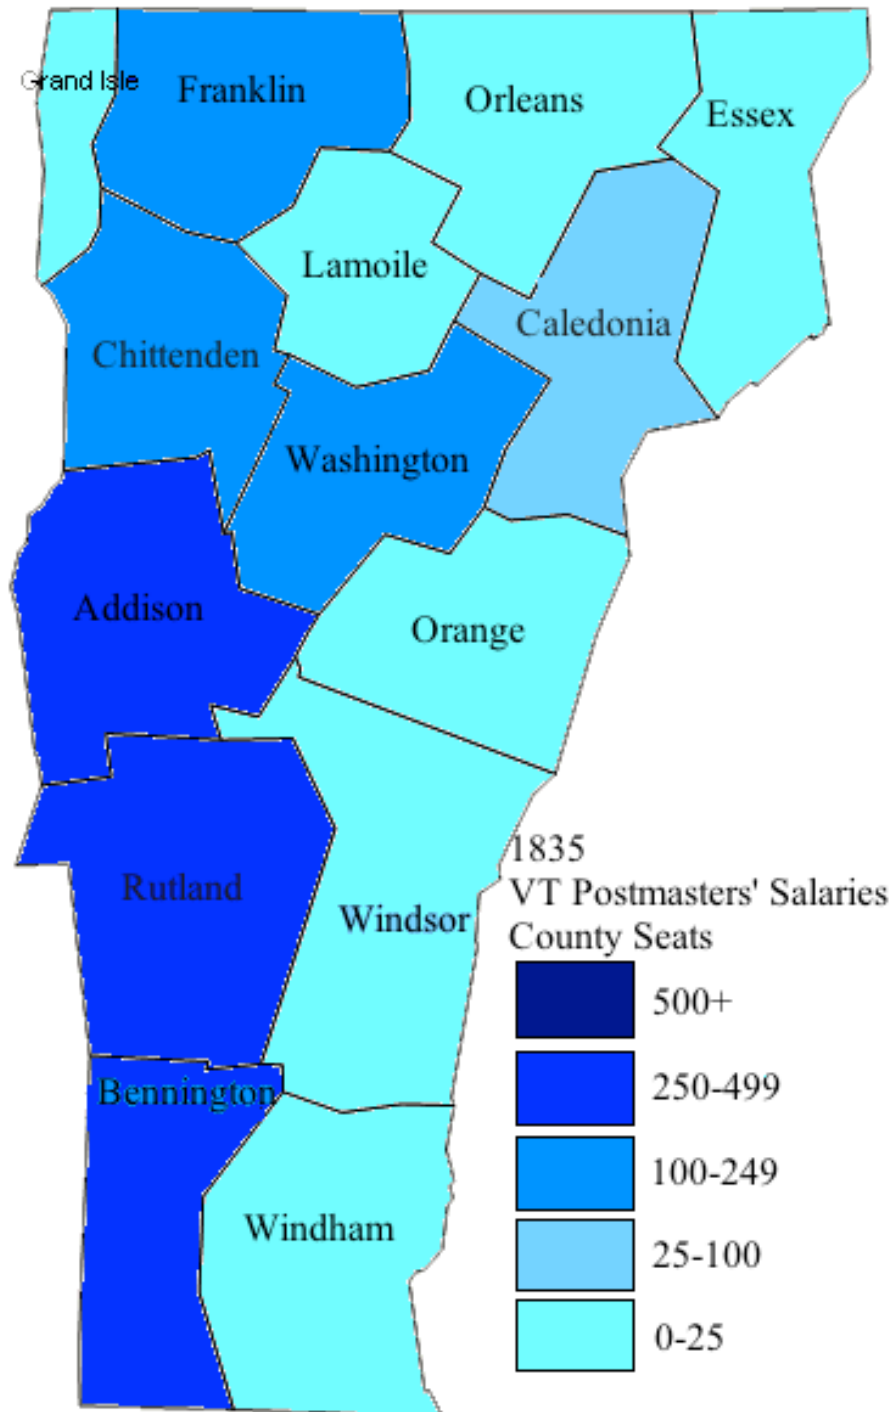 Grand Isle
Franklin
Orleans
Essex
Lamoile
Caledonia
Chittenden
Washington
Addison
Orange
Rutland
Windsor
Bennington
Windham
1835
VT Postmasters' Salaries
County Seats
500+
250-499
100-249
25-100
0-25